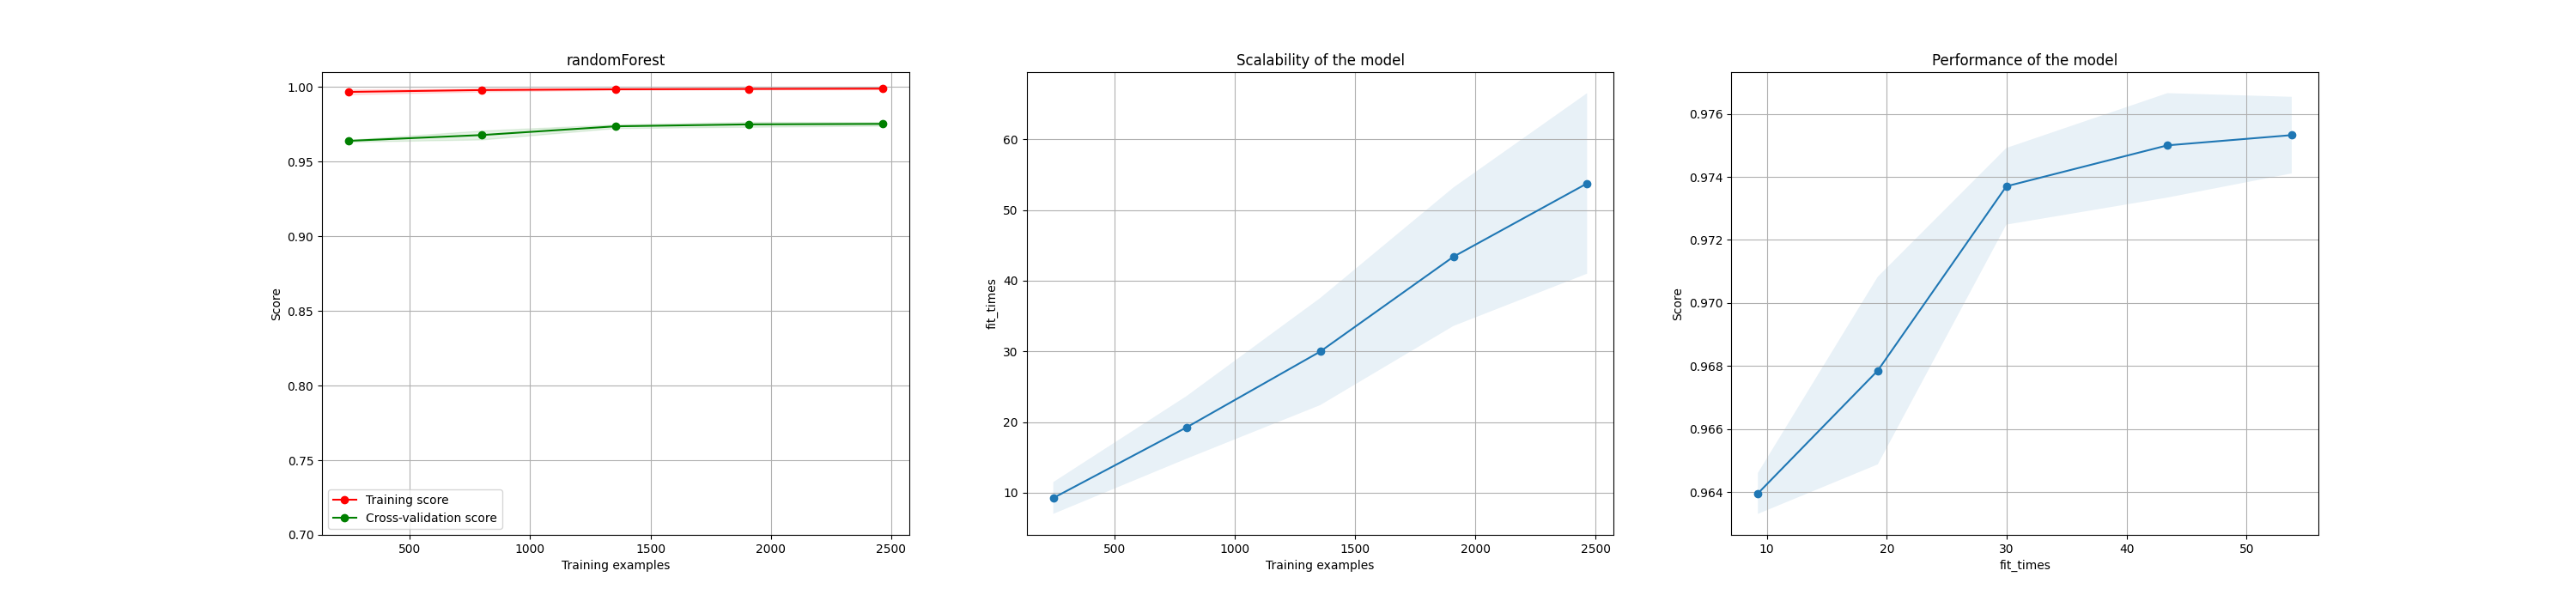 randomForest
1.00
0.95
0.90
0.85
0.80
0.75
0.70
Score
Training score
Cross-validation score
500 1000 1500 2000 2500
Training examples
Scalability of the model
60
50
40
30
20
10
fit_times
500 1000 1500 2000 2500
Training examples
Performance of the model
0.976
0.974
0.972
0.970
0.968
0.966
0.964
Score
10 20 30 40 50
fit_times